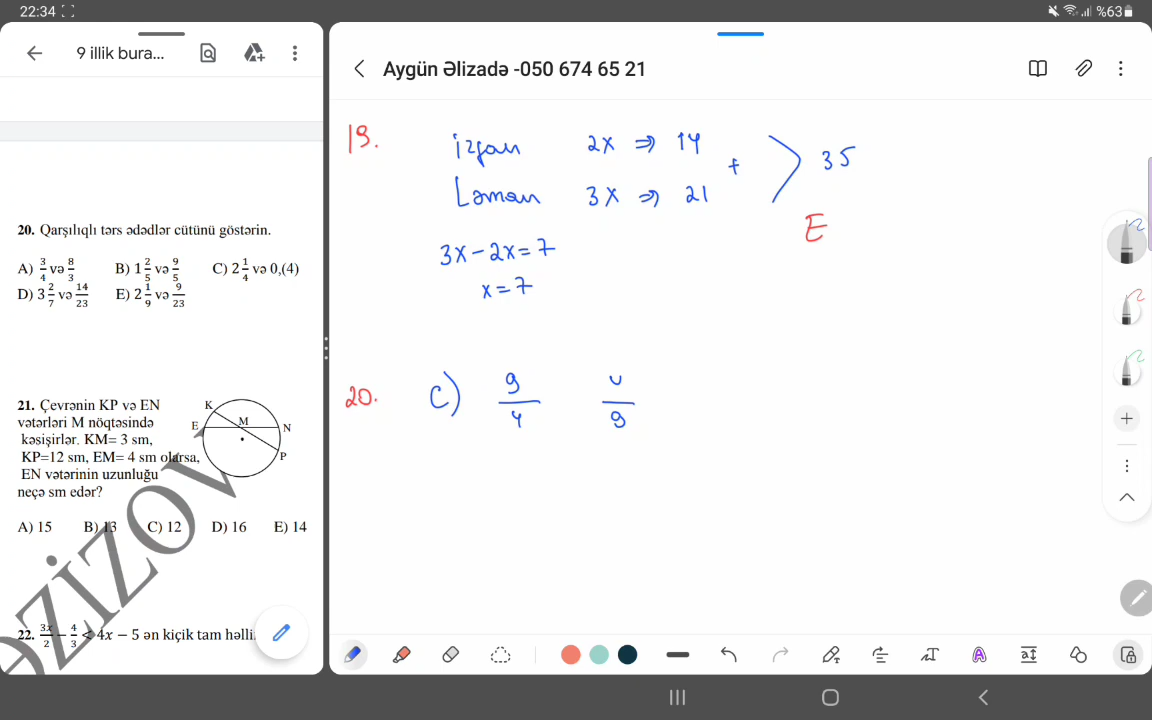 22:34 %63
9 illik bura...
20. Qarşılıqlı tərs ədədlər cütünü göstərin.
A) 3/4 və 8/3 B) 1 2/5 və 9/5 C) 2 1/4 və 0,(4)
D) 3 2/7 və 14/23 E) 2 1/9 və 9/23
21. Çevrənin KP və EN
vətərləri M nöqtəsində
kəsişirlər. KM= 3 sm,
KP=12 sm, EM= 4 sm olarsa,
EN vətərinin uzunluğu
neçə sm edər?
K
E M N
P
A) 15 B) 13 C) 12 D) 16 E) 14
22. 3x/2 − 4/3 < 4x − 5 ən kiçik tam həlli
ƏZİZOV
Aygün Əlizadə -050 674 65 21
19. İrfan 2x ⇒ 14
+ 35
Ləman 3x ⇒ 21
E
3x-2x=7
x=7
20. C) 9/4 4/9